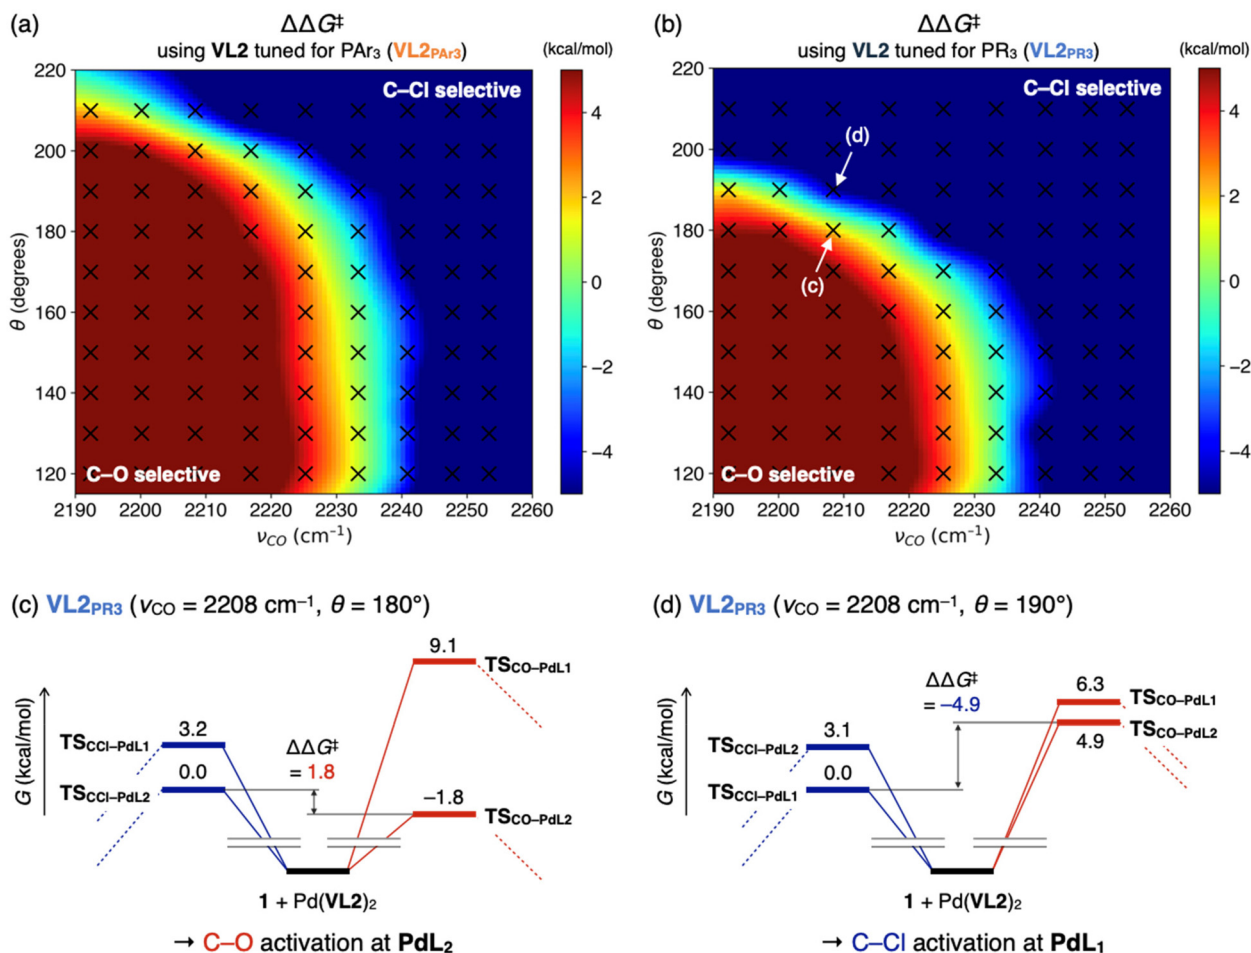 (a)
ΔΔG‡
using VL2 tuned for PAr3 (VL2PAr3)
(kcal/mol)
C–Cl selective
C–O selective
220
200
180
160
140
120
θ (degrees)
2190 2200 2210 2220 2230 2240 2250 2260
νCO (cm−1)
4
2
0
−2
−4
(b)
ΔΔG‡
using VL2 tuned for PR3 (VL2PR3)
(kcal/mol)
C–Cl selective
(d)
(c)
C–O selective
220
200
180
160
140
120
θ (degrees)
2190 2200 2210 2220 2230 2240 2250 2260
νCO (cm−1)
4
2
0
−2
−4
(c) VL2PR3 (νCO = 2208 cm–1, θ = 180°)
G (kcal/mol)
9.1
TSCO–PdL1
TSCCl–PdL1
3.2
ΔΔG‡
= 1.8
0.0
TSCCl–PdL2
–1.8
TSCO–PdL2
1 + Pd(VL2)2
→ C–O activation at PdL2
(d) VL2PR3 (νCO = 2208 cm–1, θ = 190°)
G (kcal/mol)
ΔΔG‡
= –4.9
6.3
TSCO–PdL1
TSCO–PdL2
4.9
3.1
TSCCl–PdL2
0.0
TSCCl–PdL1
1 + Pd(VL2)2
→ C–Cl activation at PdL1